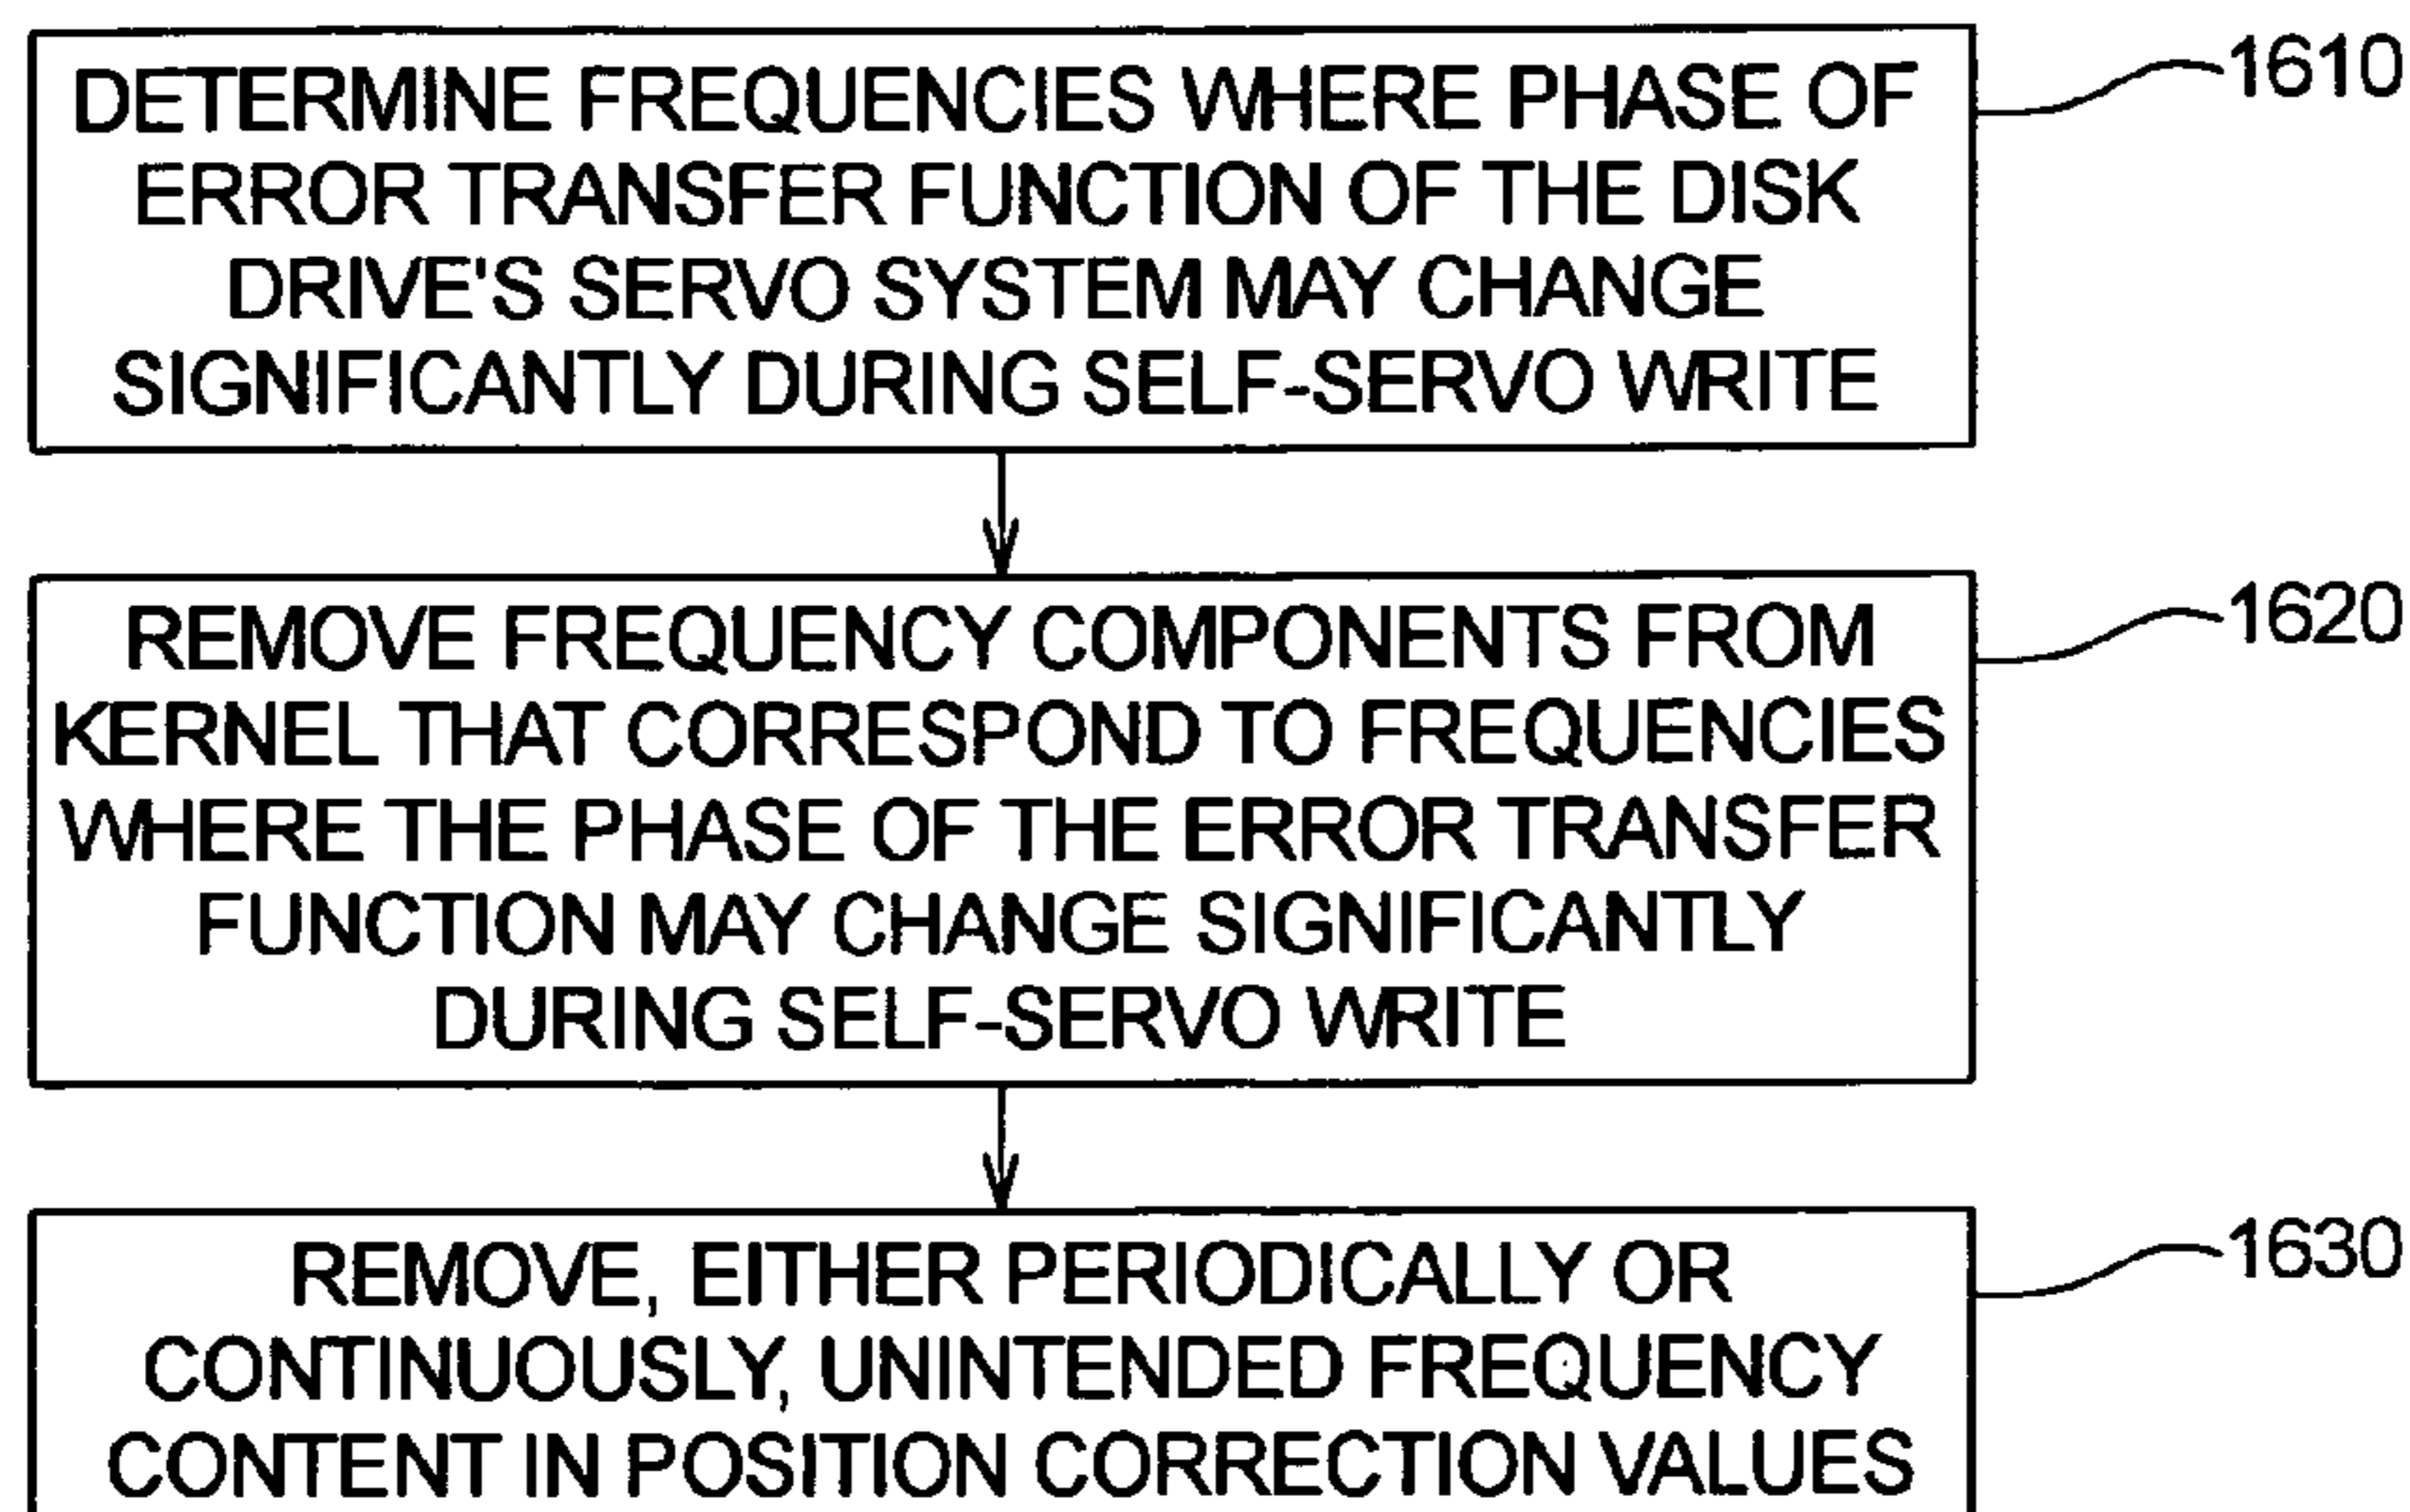 DETERMINE FREQUENCIES WHERE PHASE OF
ERROR TRANSFER FUNCTION OF THE DISK
DRIVE'S SERVO SYSTEM MAY CHANGE
SIGNIFICANTLY DURING SELF-SERVO WRITE
1610
REMOVE FREQUENCY COMPONENTS FROM
KERNEL THAT CORRESPOND TO FREQUENCIES
WHERE THE PHASE OF THE ERROR TRANSFER
FUNCTION MAY CHANGE SIGNIFICANTLY
DURING SELF-SERVO WRITE
1620
REMOVE, EITHER PERIODICALLY OR
CONTINUOUSLY, UNINTENDED FREQUENCY
CONTENT IN POSITION CORRECTION VALUES
1630